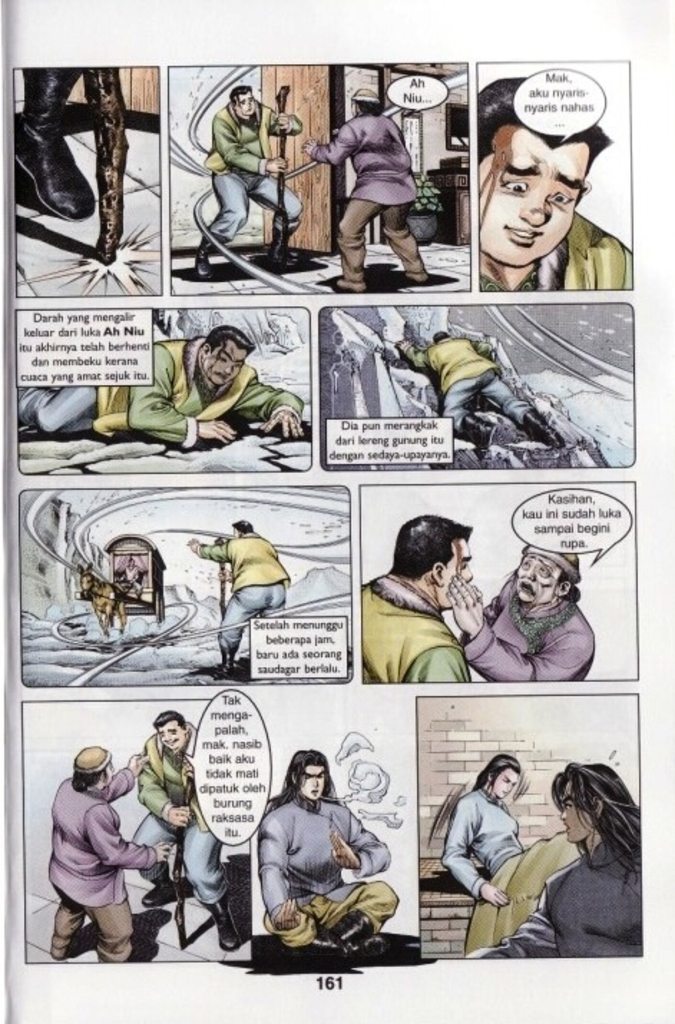 Ah
Niu...
Mak,
aku nyaris-
nyaris nahas
...
Darah yang mengalir
keluar dari luka Ah Niu
itu akhirnya telah berhenti
dan membeku kerana
cuaca yang amat sejuk itu.
Dia pun merangkak
dari lereng gunung itu
dengan sedaya-upayanya.
Setelah menunggu
beberapa jam,
baru ada seorang
saudagar berlalu.
Kasihan,
kau ini sudah luka
sampai begini
rupa.
Tak
menga-
palah,
mak, nasib
baik aku
tidak mati
dipatuk oleh
burung
raksasa
itu.
161